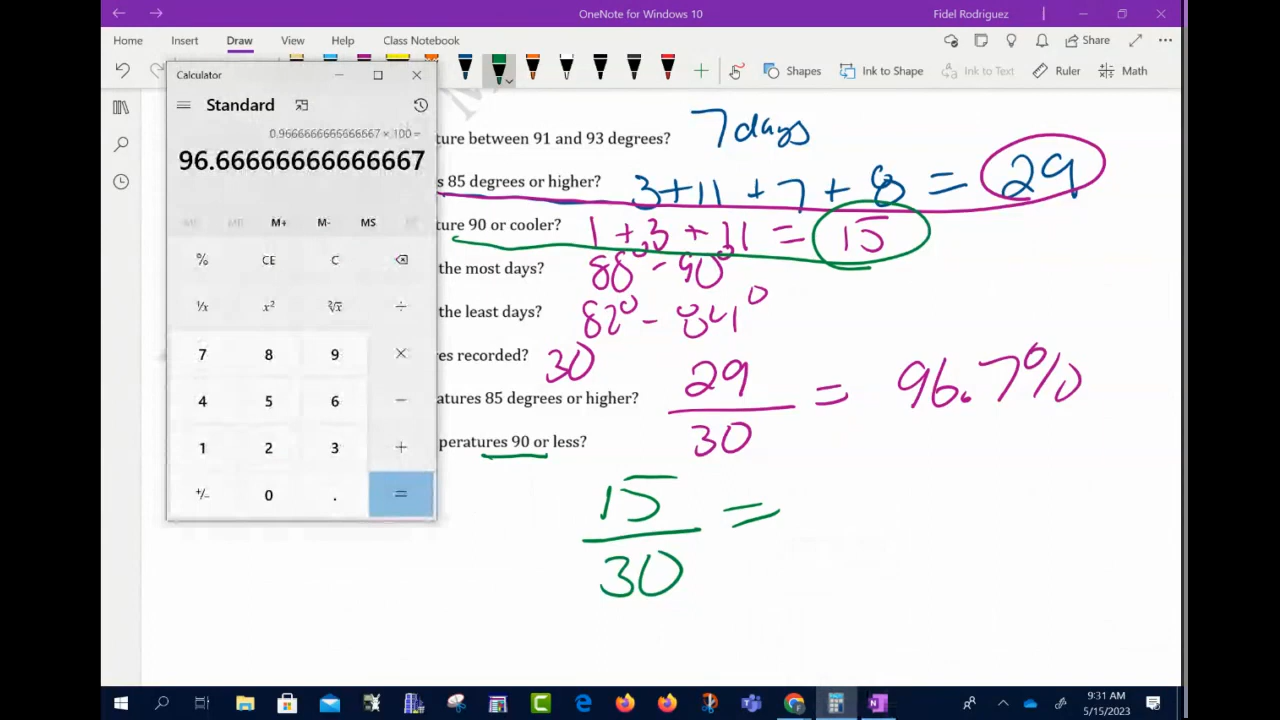 OneNote for Windows 10
Fidel Rodriguez
Home Insert Draw View Help Class Notebook
Share
Shapes Ink to Shape Ink to Text Ruler Math
Calculator
Standard
0.9666666666666667 × 100 =
96.66666666666667
MC MR M+ M- MS
% CE C
¹/x x² ²√x ÷
7 8 9 ×
4 5 6 −
1 2 3 +
+/- 0 . =
ture between 91 and 93 degrees? 7 days
s 85 degrees or higher? 3+11+7+8 = 29
ture 90 or cooler? 1+3+11 = 15
the most days? 88° - 90°
the least days? 82° - 84°
es recorded? 30
atures 85 degrees or higher? 29/30 = 96.7%
peratures 90 or less?
15/30 =
9:31 AM
5/15/2023